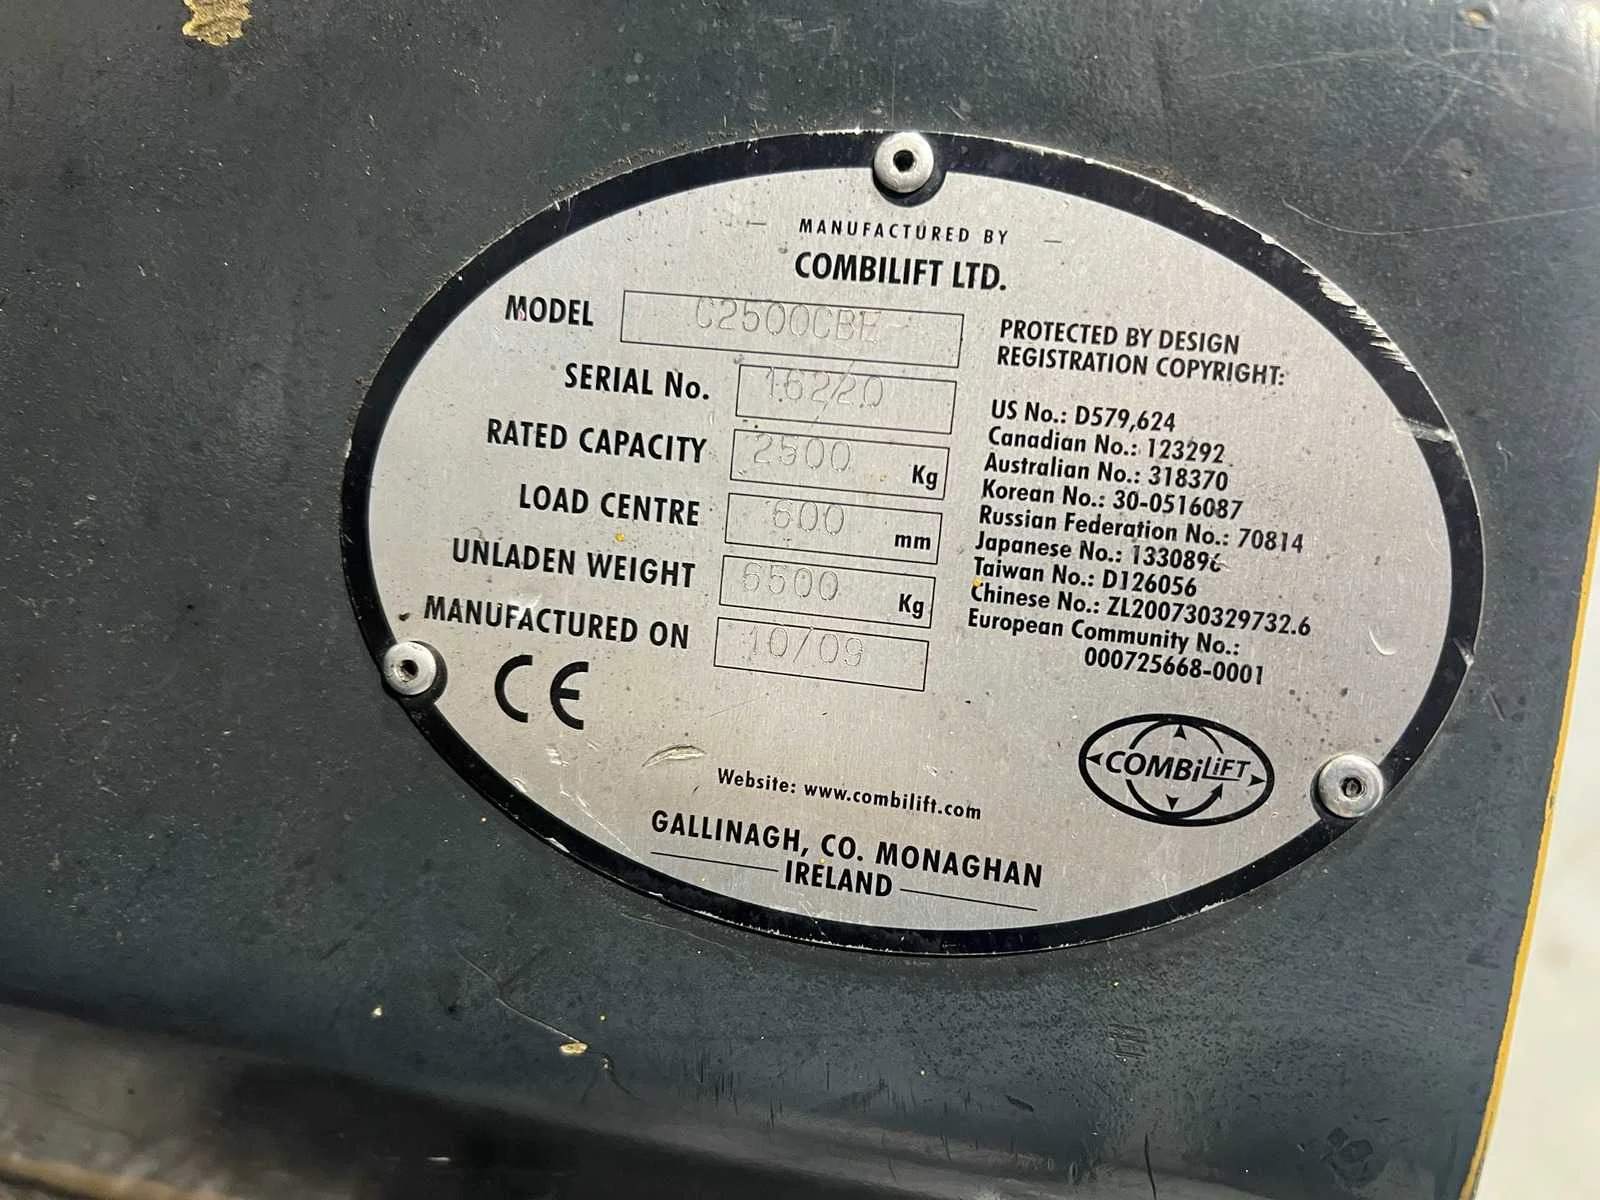 MANUFACTURED BY
COMBILIFT LTD.
MODEL C2500CBE
SERIAL No. 16220
RATED CAPACITY 2500 Kg
LOAD CENTRE 600 mm
UNLADEN WEIGHT Kg
MANUFACTURED ON 10/09
CE
PROTECTED BY DESIGN
REGISTRATION COPYRIGHT:
US No.: D579,624
Canadian No.: 123292
Australian No.: 318370
Korean No.: 30-0516087
Russian Federation No.: 70814
Japanese No.: 1330896
Taiwan No.: D126056
Chinese No.: ZL200730329732.6
European Community No.:
000725668-0001
COMBiLiFT
Website: www.combilift.com
GALLINAGH, CO. MONAGHAN
IRELAND